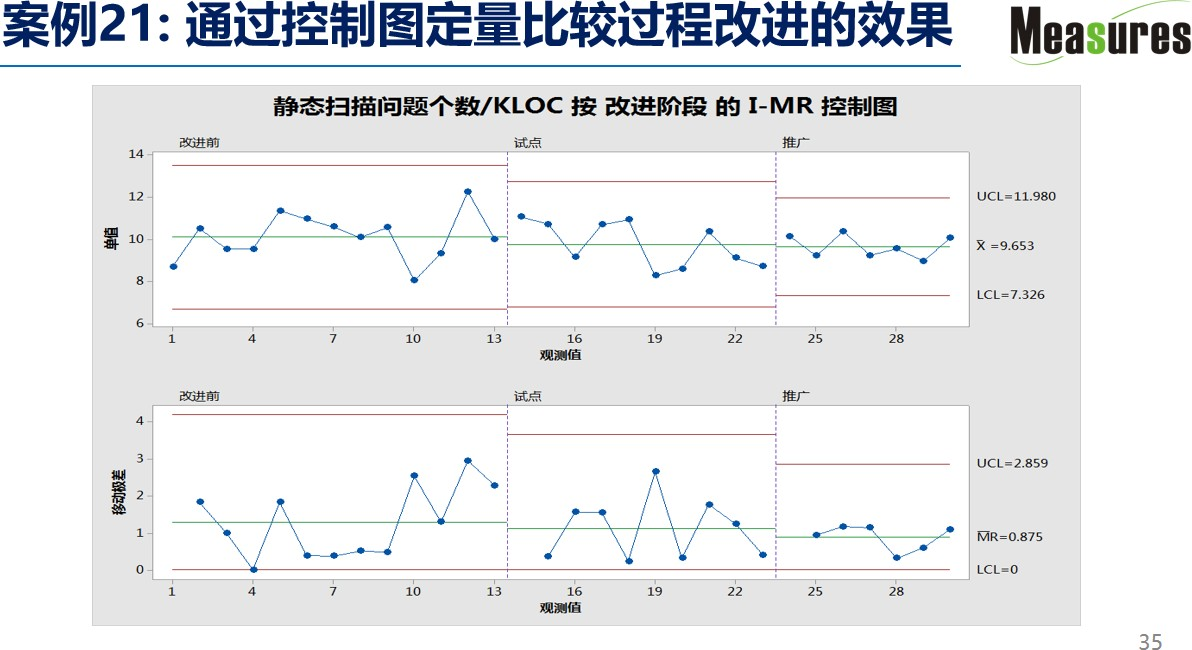 案例21: 通过控制图定量比较过程改进的效果
Measures
静态扫描问题个数/KLOC 按 改进阶段 的 I-MR 控制图
改进前 试点 推广
14
12
10
8
6
单值
UCL=11.980
X̅ =9.653
LCL=7.326
1 4 7 10 13 16 19 22 25 28
观测值
改进前 试点 推广
4
3
2
1
0
移动极差
UCL=2.859
M̅R̅=0.875
LCL=0
1 4 7 10 13 16 19 22 25 28
观测值
35